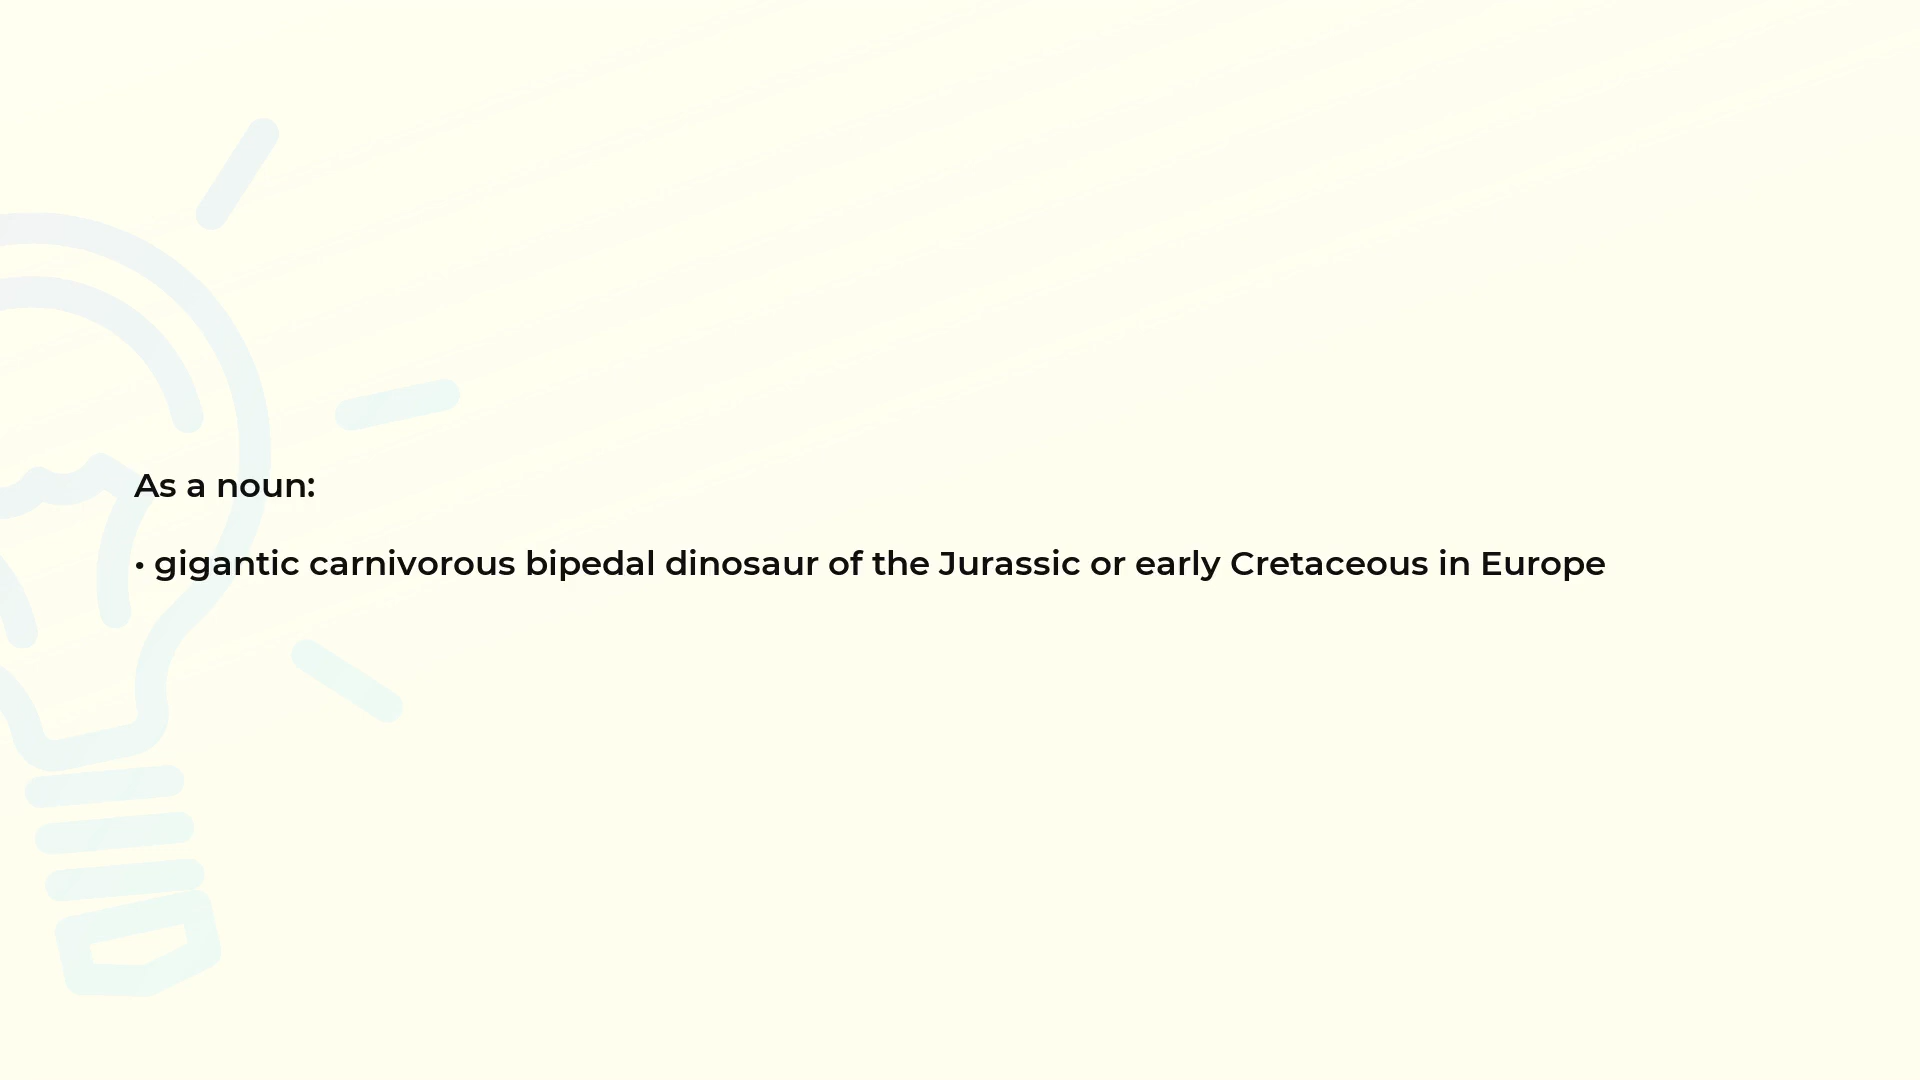 As a noun:
• gigantic carnivorous bipedal dinosaur of the Jurassic or early Cretaceous in Europe